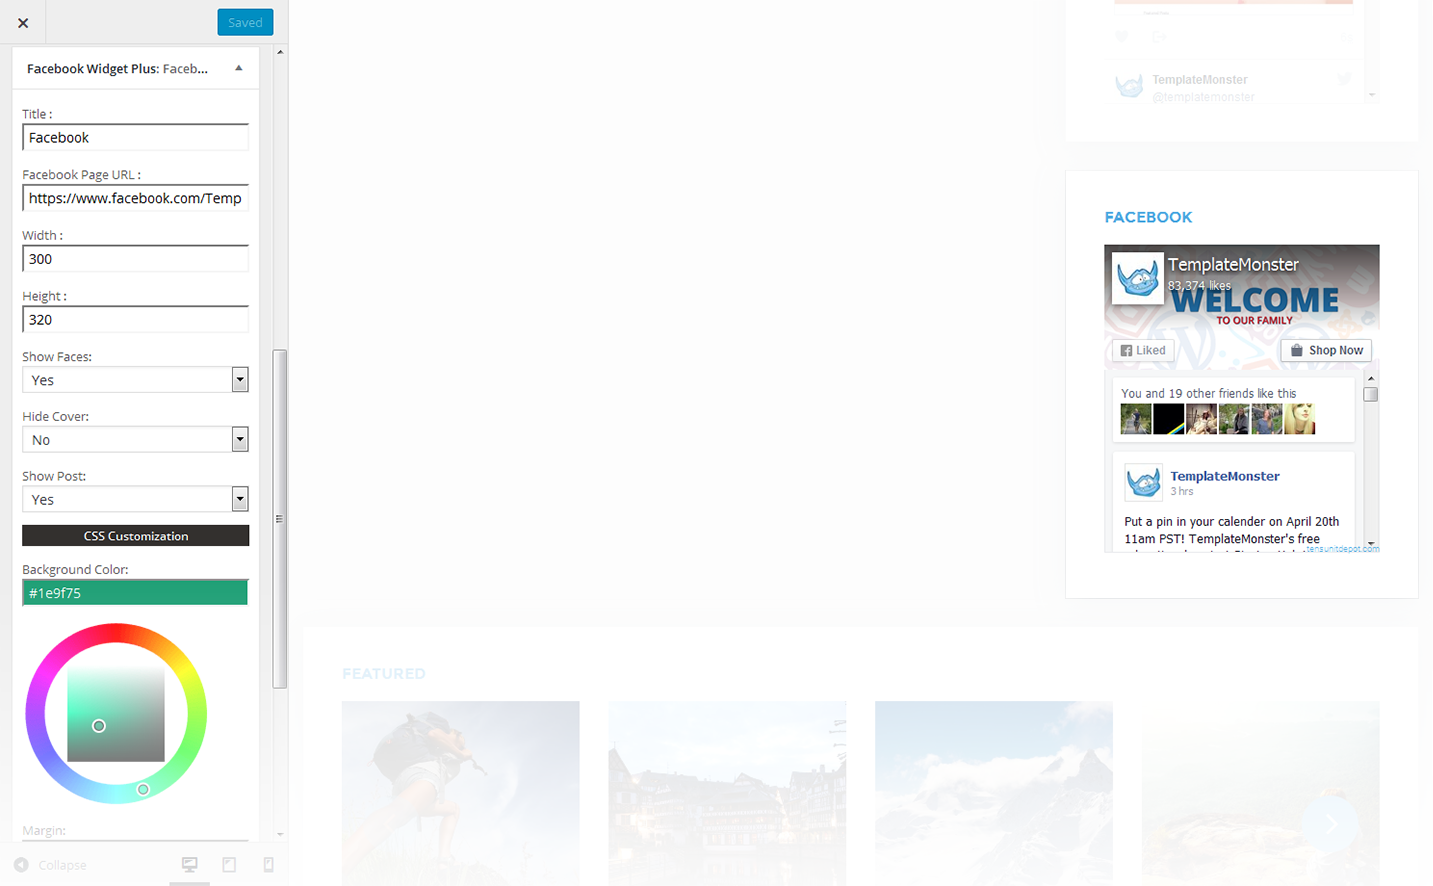 Saved
Facebook Widget Plus: Faceb...
Title :
Facebook
Facebook Page URL :
https://www.facebook.com/Temp
Width :
300
Height :
320
Show Faces:
Yes
Hide Cover:
No
Show Post:
Yes
CSS Customization
Background Color:
#1e9f75
Margin:
Collapse
TemplateMonster
@templatemonster
FACEBOOK
TemplateMonster
83,374 likes
WELCOME
TO OUR FAMILY
Liked
Shop Now
You and 19 other friends like this
TemplateMonster
3 hrs
Put a pin in your calender on April 20th
11am PST! TemplateMonster's free
tensunitdepot.com
FEATURED